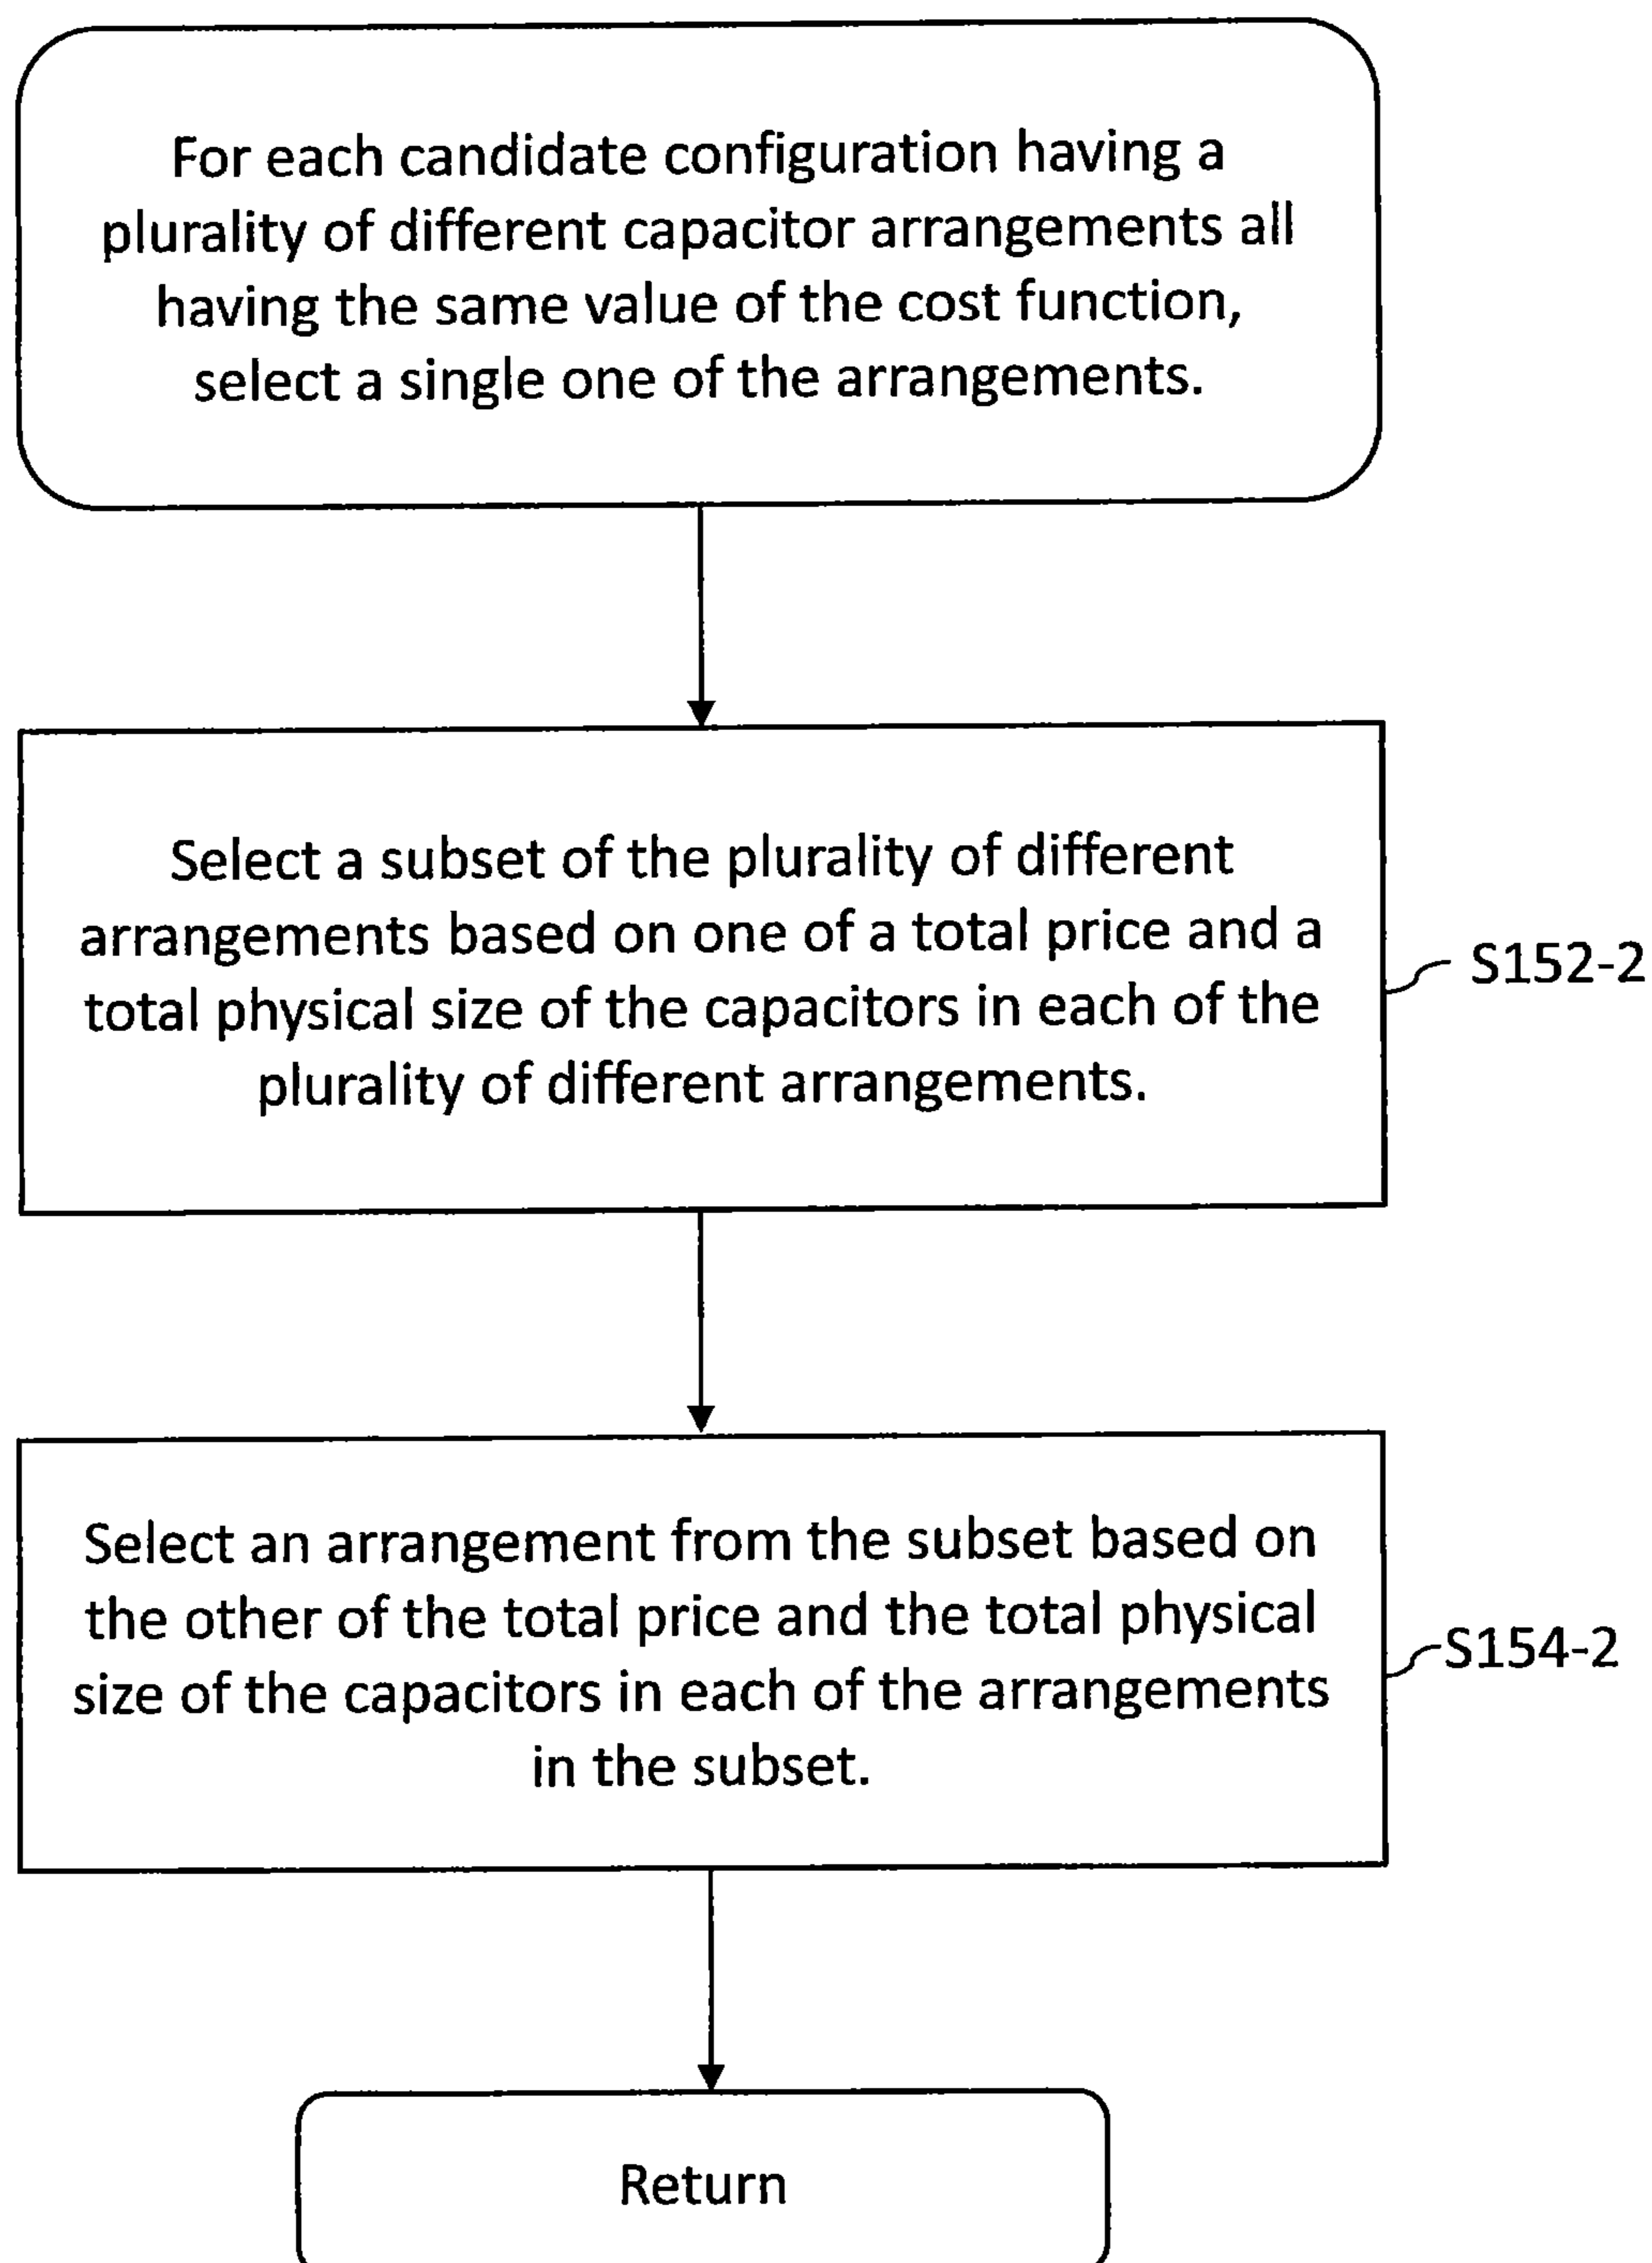 For each candidate configuration having a
plurality of different capacitor arrangements all
having the same value of the cost function,
select a single one of the arrangements.
Select a subset of the plurality of different
arrangements based on one of a total price and a
total physical size of the capacitors in each of the
plurality of different arrangements.
S152-2
Select an arrangement from the subset based on
the other of the total price and the total physical
size of the capacitors in each of the arrangements
in the subset.
S154-2
Return